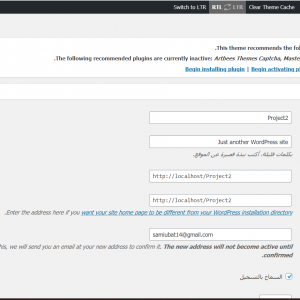 Switch to LTR RTL LTR Clear Theme Cache
.This theme recommends the fo
.The following recommended plugins are currently inactive: Artbees Themes Captcha, Maste
Begin installing plugin | Begin activating pl
Project2
Just another WordPress site
بكلمات قليلة، أكتب نبذة قصيرة عن الموقع.
http://localhost/Project2
http://localhost/Project2
.Enter the address here if you want your site home page to be different from your WordPress installation directory
samiubat14@gmail.com
his, we will send you an email at your new address to confirm it. The new address will not become active until
.confirmed
السماح بالتسجيل